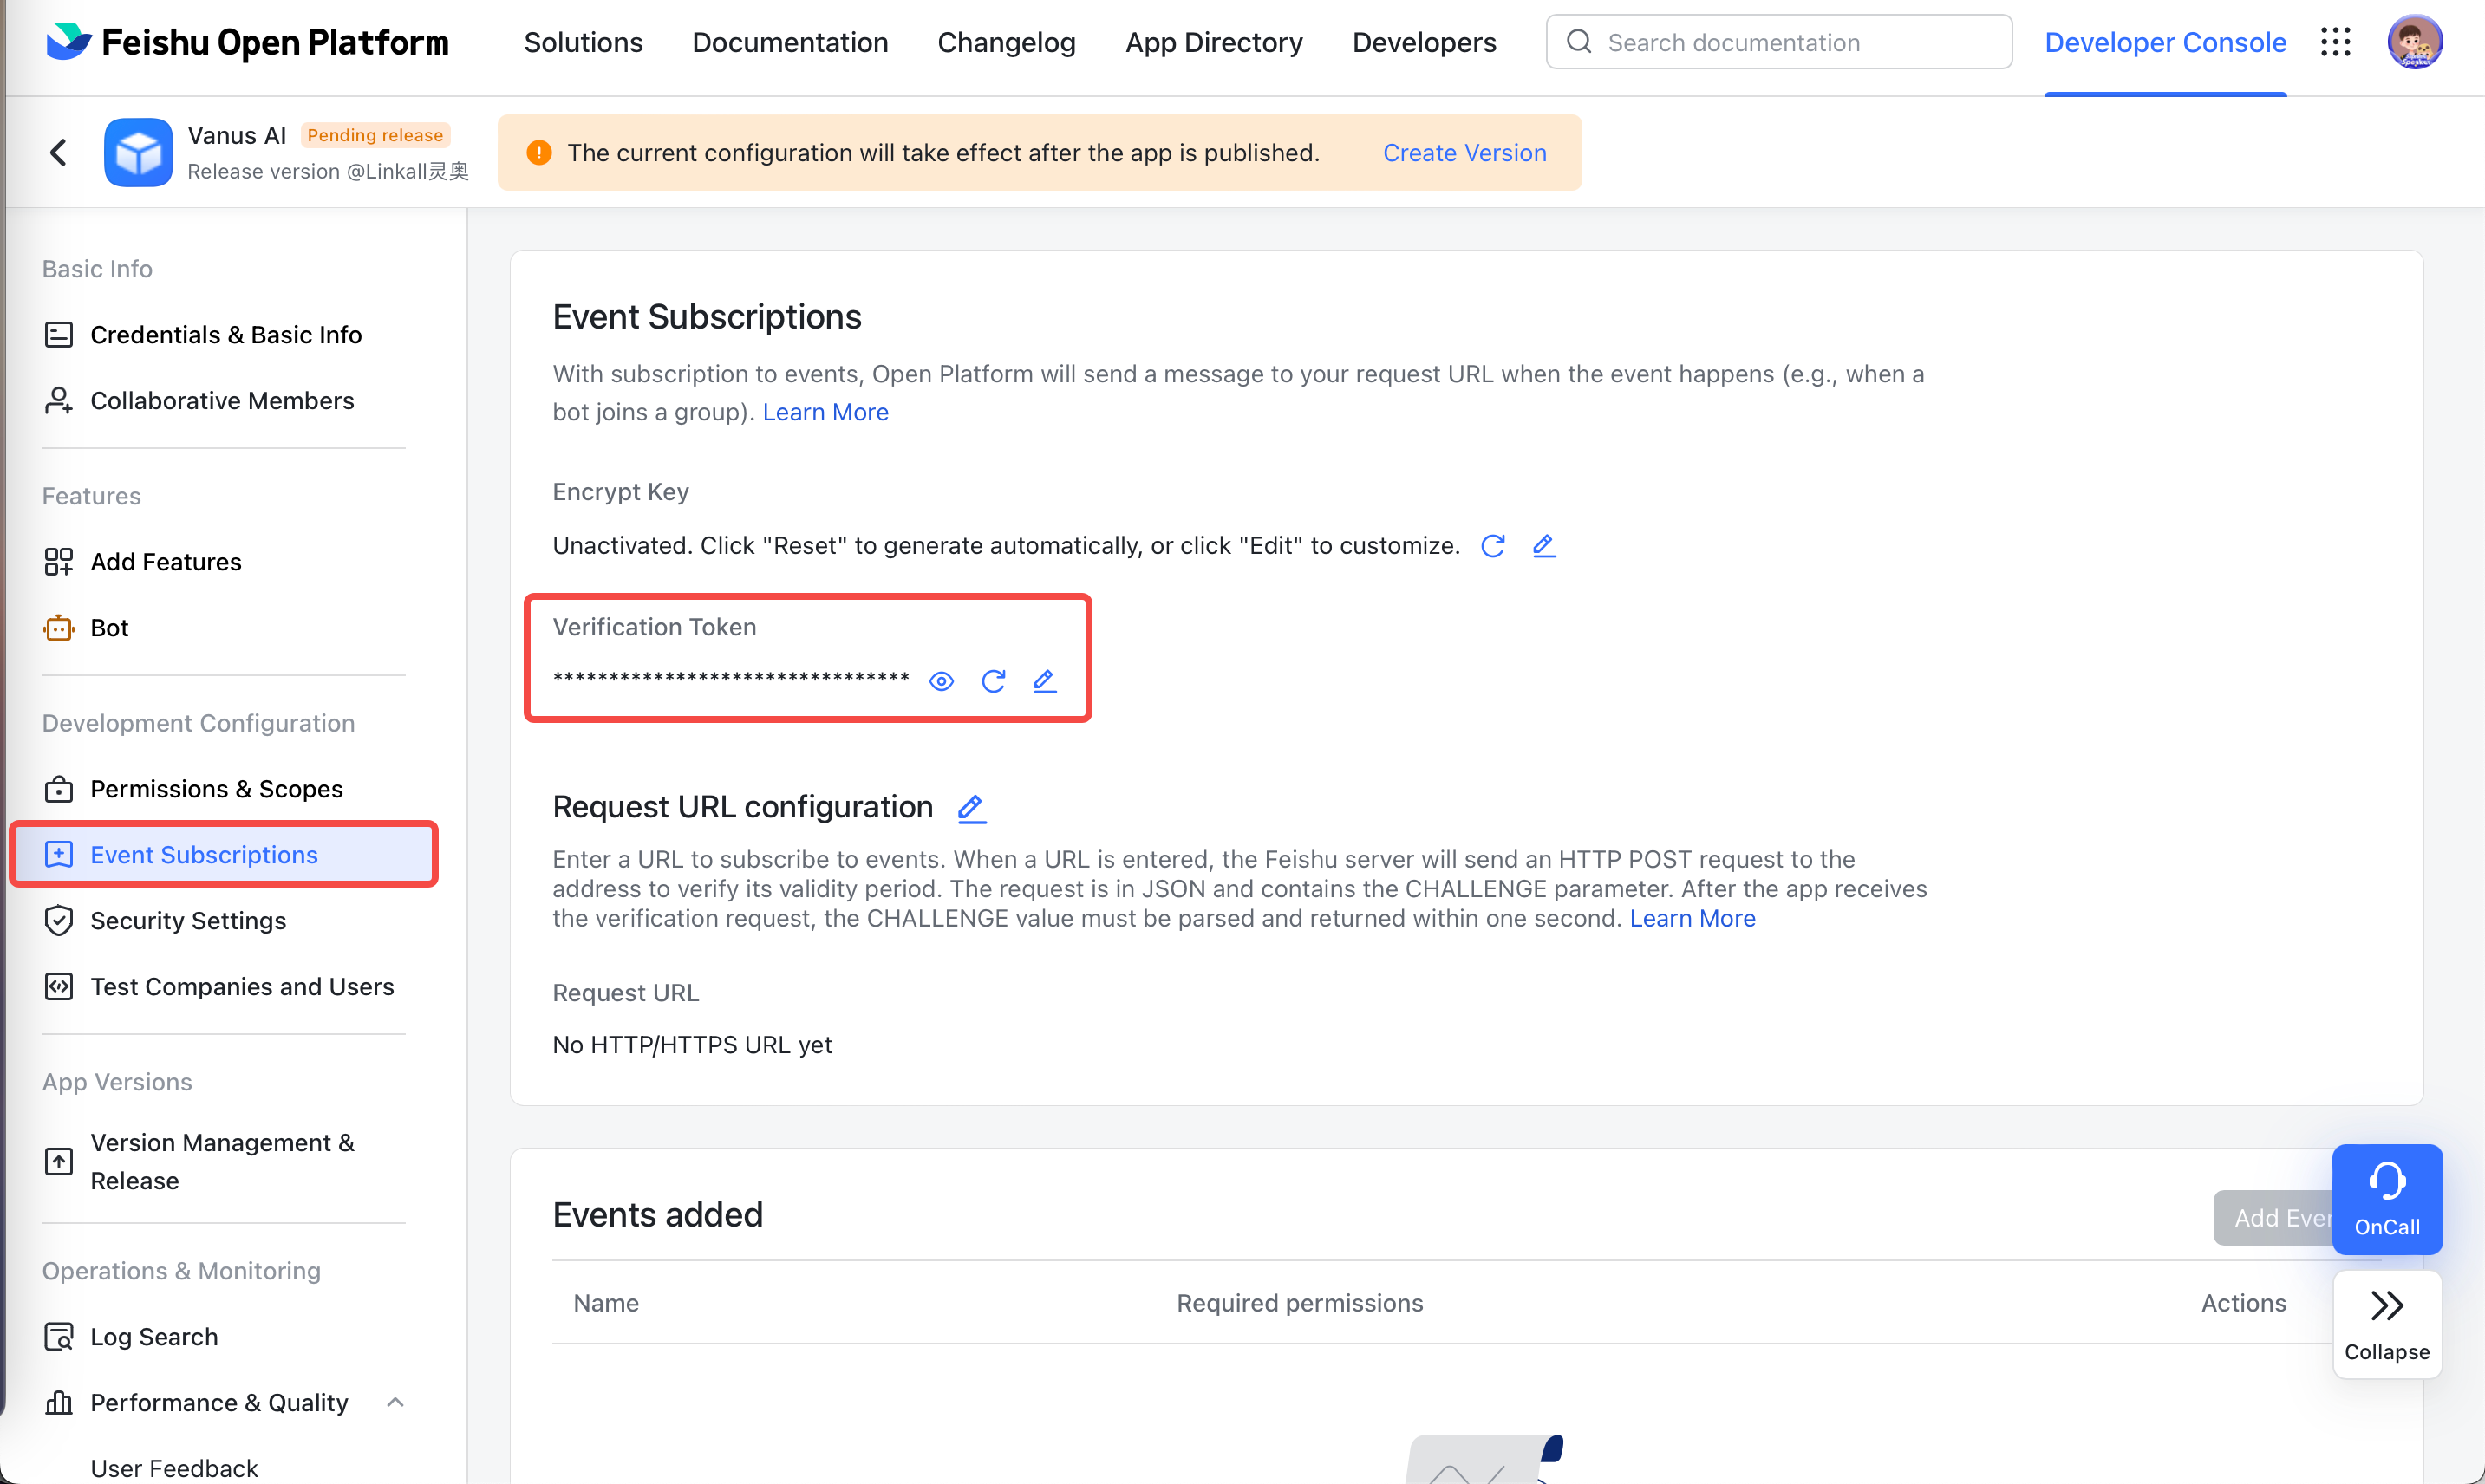 Feishu Open Platform
Solutions
Documentation
Changelog
App Directory
Developers
Search documentation
Developer Console
Vanus AI
Pending release
Release version @Linkall灵奥
The current configuration will take effect after the app is published.
Create Version
Basic Info
Credentials & Basic Info
Collaborative Members
Features
Add Features
Bot
Development Configuration
Permissions & Scopes
Event Subscriptions
Security Settings
Test Companies and Users
App Versions
Version Management &
Release
Operations & Monitoring
Log Search
Performance & Quality
User Feedback
Event Subscriptions
With subscription to events, Open Platform will send a message to your request URL when the event happens (e.g., when a
bot joins a group). Learn More
Encrypt Key
Unactivated. Click "Reset" to generate automatically, or click "Edit" to customize.
Verification Token
********************************
Request URL configuration
Enter a URL to subscribe to events. When a URL is entered, the Feishu server will send an HTTP POST request to the
address to verify its validity period. The request is in JSON and contains the CHALLENGE parameter. After the app receives
the verification request, the CHALLENGE value must be parsed and returned within one second. Learn More
Request URL
No HTTP/HTTPS URL yet
Events added
Add
OnCall
Name
Required permissions
Actions
Collapse